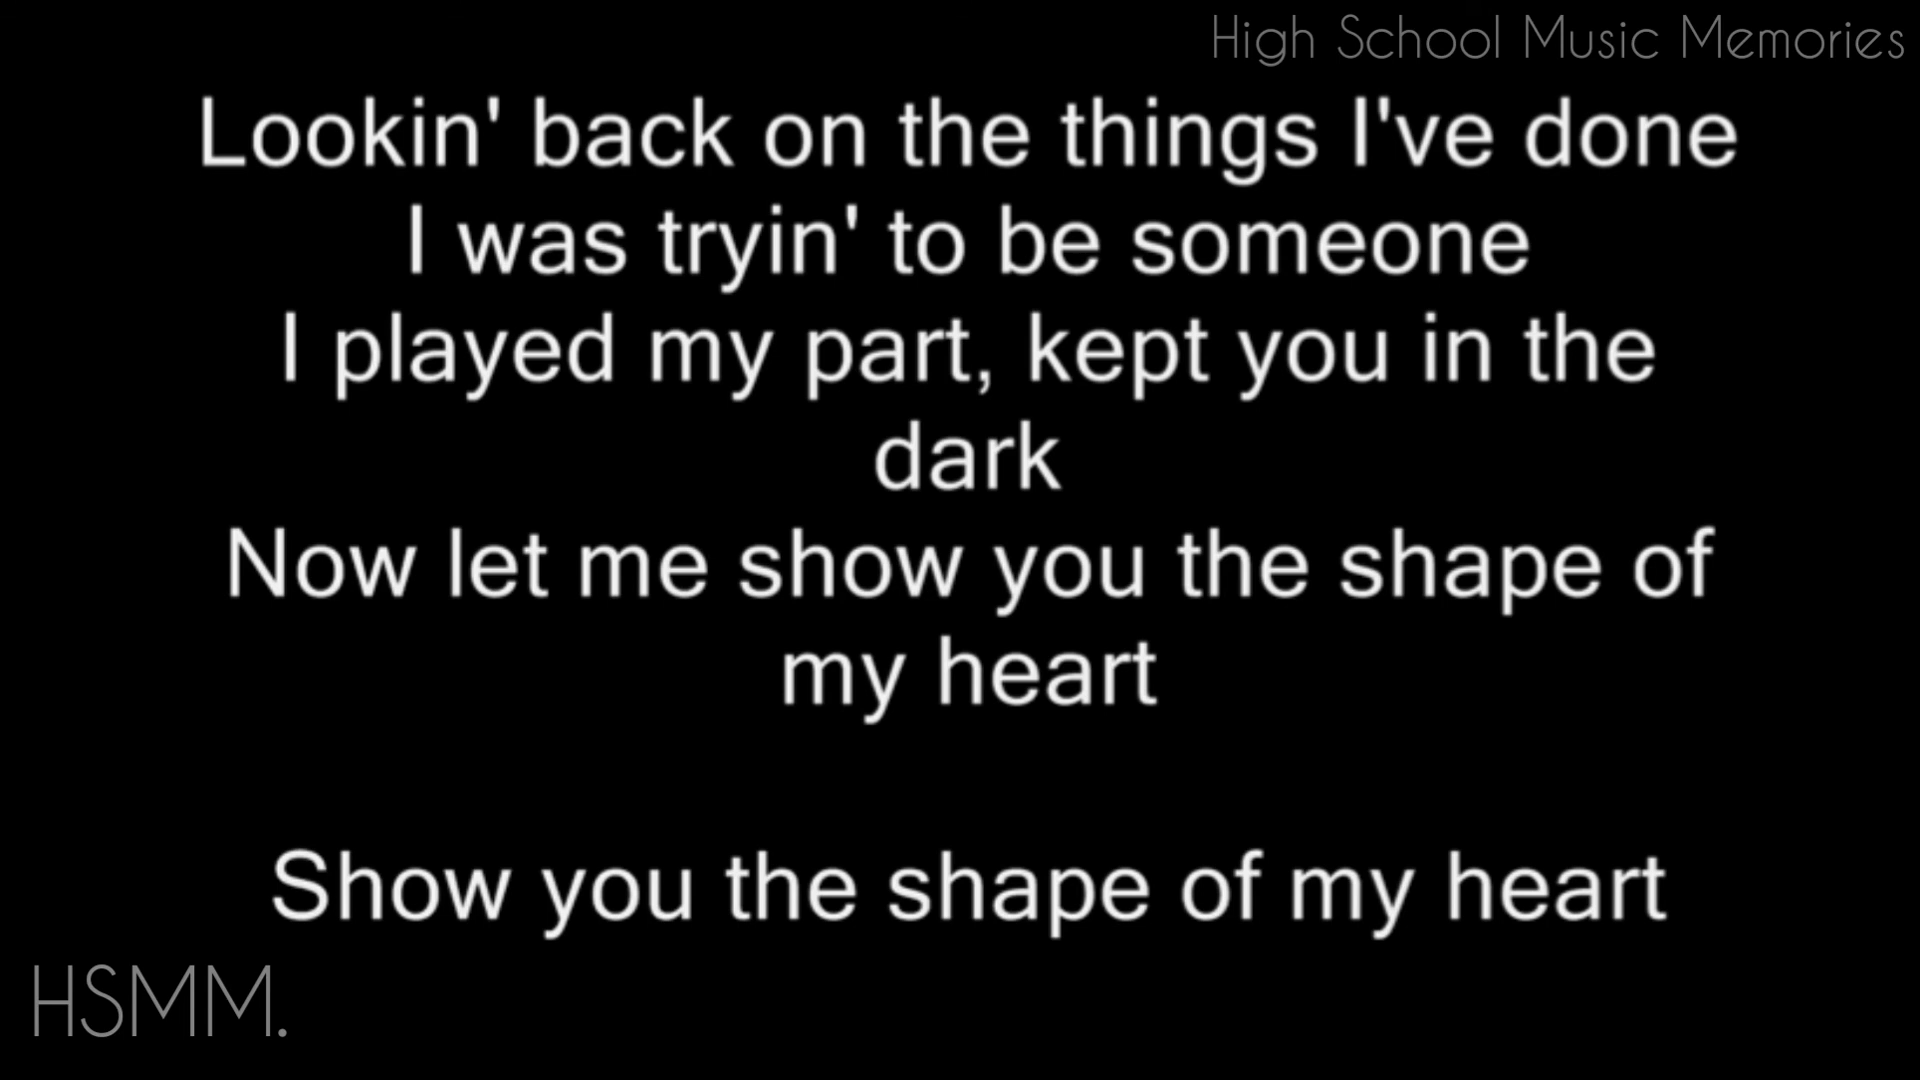 High School Music Memories
Lookin' back on the things I've done
I was tryin' to be someone
I played my part, kept you in the
dark
Now let me show you the shape of
my heart
Show you the shape of my heart
HSMM.